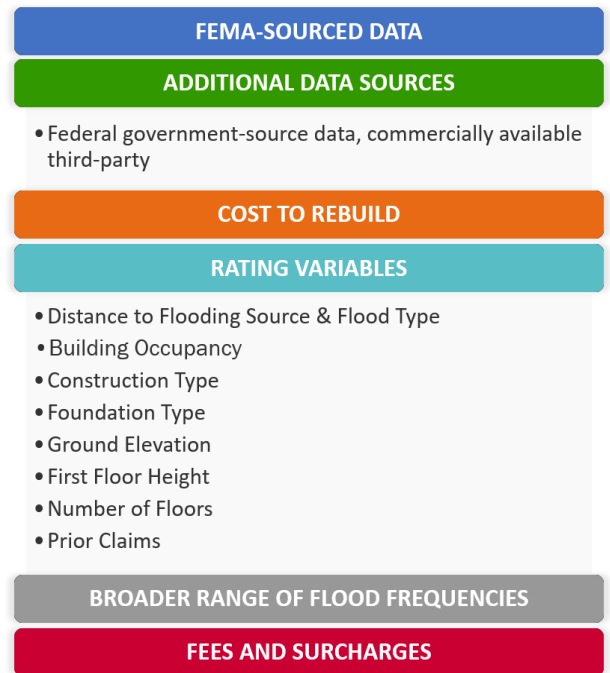 FEMA-SOURCED DATA
ADDITIONAL DATA SOURCES
• Federal government-source data, commercially available
third-party
COST TO REBUILD
RATING VARIABLES
• Distance to Flooding Source & Flood Type
• Building Occupancy
• Construction Type
• Foundation Type
• Ground Elevation
• First Floor Height
• Number of Floors
• Prior Claims
BROADER RANGE OF FLOOD FREQUENCIES
FEES AND SURCHARGES